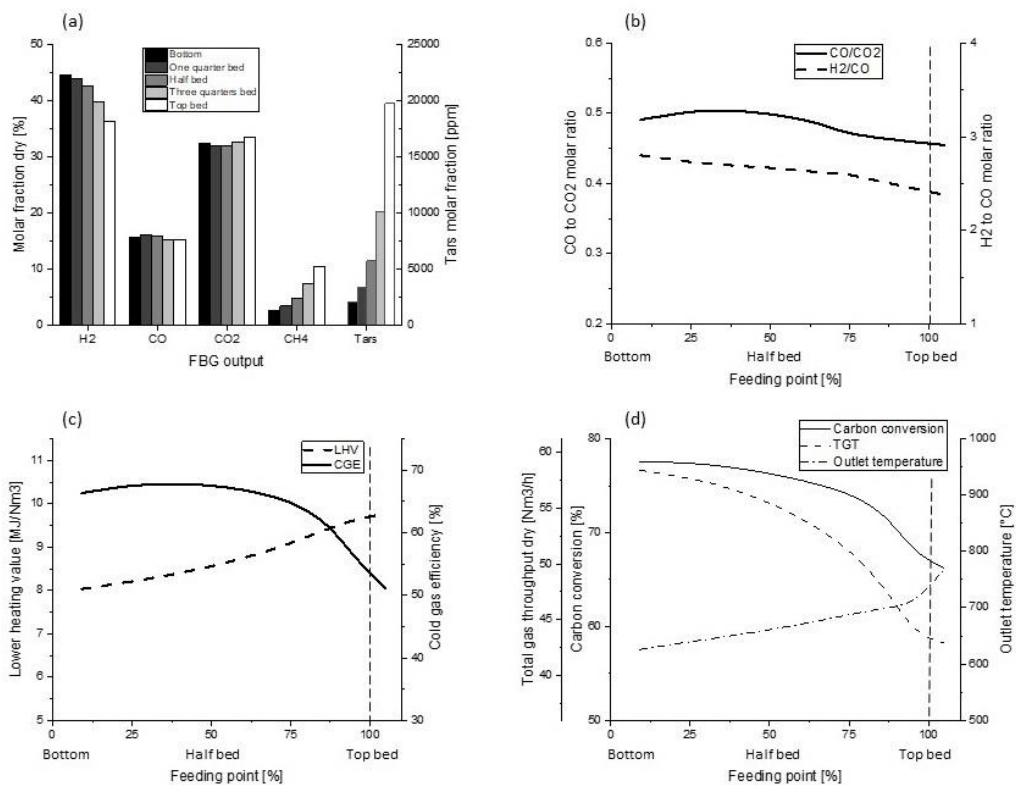 (a)
50
40
30
20
10
0
Molar fraction dry [%]
Bottom
One quarter bed
Half bed
Three quarters bed
Top bed
25000
20000
15000
10000
5000
0
Tars molar fraction [ppm]
H2 CO CO2 CH4 Tars
FBG output
(b)
0.6
0.5
0.4
0.3
0.2
CO to CO2 molar ratio
CO/CO2
H2/CO
4
3
2
1
H2 to CO molar ratio
0 25 50 75 100
Bottom Half bed Top bed
Feeding point [%]
(c)
11
10
9
8
7
6
5
Lower heating value [MJ/Nm3]
LHV
CGE
70
60
50
40
30
Cold gas efficiency [%]
0 25 50 75 100
Bottom Half bed Top bed
Feeding point [%]
(d)
60
55
50
45
40
Total gas throughput dry [Nm3/h]
80
70
60
50
Carbon conversion [%]
Carbon conversion
TGT
Outlet temperature
1000
900
800
700
600
500
Outlet temperature [°C]
0 25 50 75 100
Bottom Half bed Top bed
Feeding point [%]